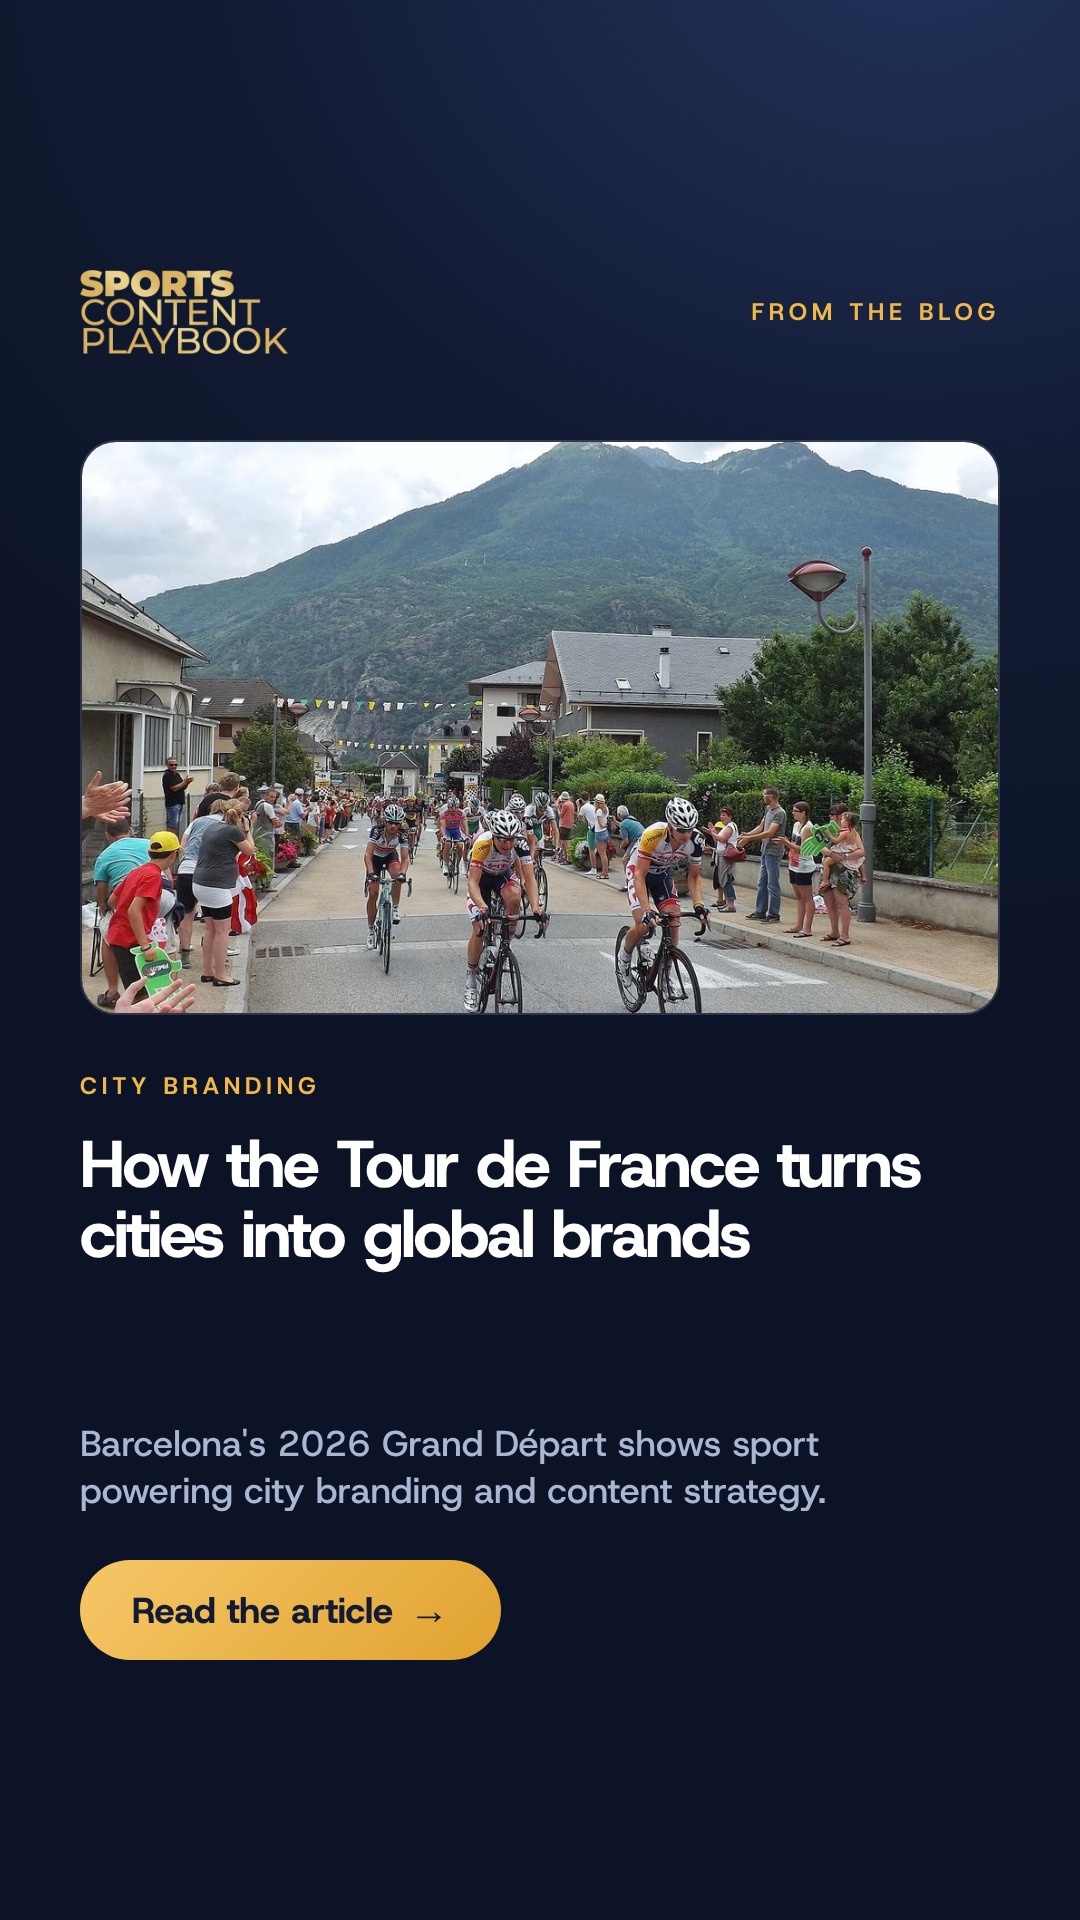 SPORTS
CONTENT
PLAYBOOK
FROM THE BLOG
CITY BRANDING
How the Tour de France turns
cities into global brands
Barcelona's 2026 Grand Départ shows sport
powering city branding and content strategy.
Read the article →